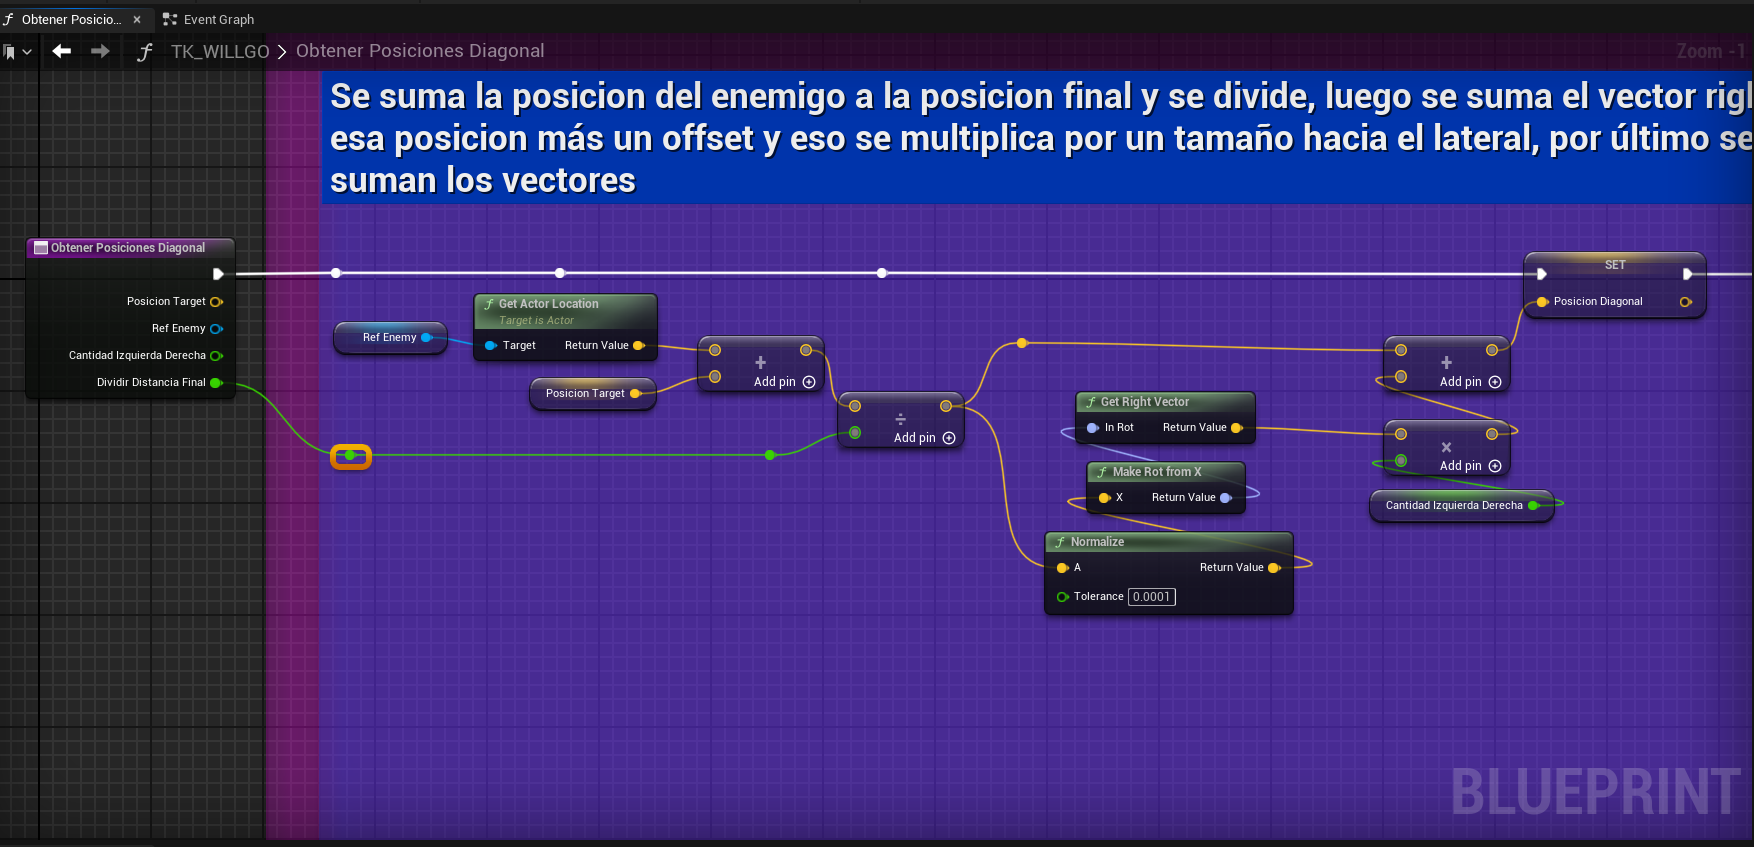 Obtener Posicio...
Event Graph
TK_WILLGO > Obtener Posiciones Diagonal
Zoom -1
Se suma la posicion del enemigo a la posicion final y se divide, luego se suma el vector
esa posicion más un offset y eso se multiplica por un tamaño hacia el lateral, por último se
suman los vectores
Obtener Posiciones Diagonal
Posicion Target
Ref Enemy
Cantidad Izquierda Derecha
Dividir Distancia Final
Ref Enemy
Get Actor Location
Target is Actor
Target
Return Value
Posicion Target
+
Add pin
÷
Add pin
Get Right Vector
In Rot
Return Value
Make Rot from X
X
Return Value
Normalize
A
Return Value
Tolerance
0.0001
+
Add pin
×
Add pin
Cantidad Izquierda Derecha
SET
Posicion Diagonal
BLUEPRINT